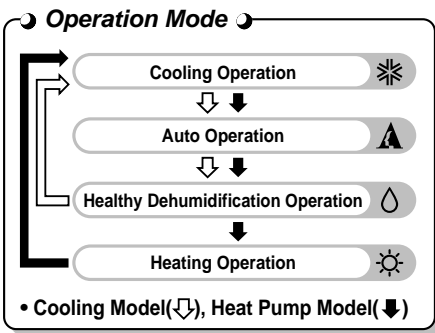 Operation Mode
Cooling Operation
Auto Operation
Healthy Dehumidification Operation
Heating Operation
• Cooling Model(⇩), Heat Pump Model(⬇)